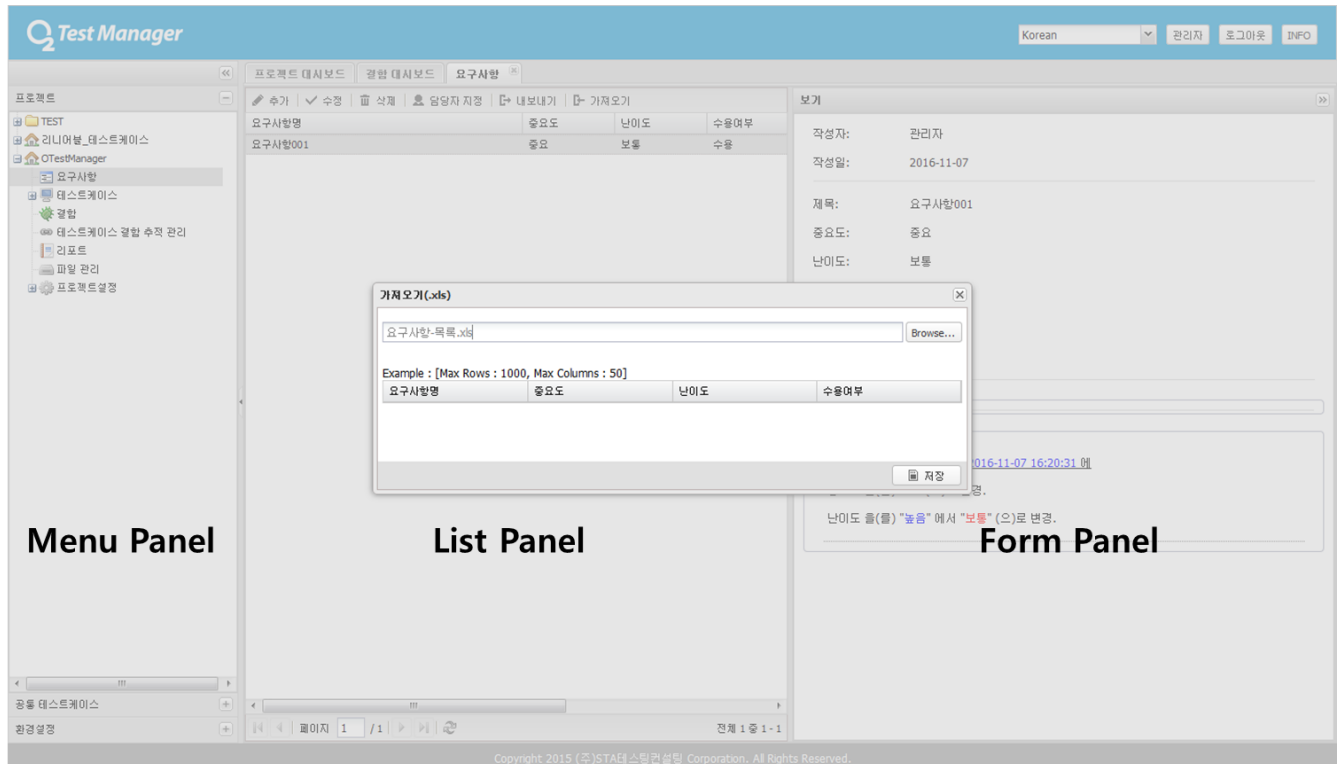 O2 Test Manager
Korean 관리자 로그아웃 INFO
프로젝트 대시보드 결함 대시보드 요구사항
프로젝트
TEST
리니어블_테스트케이스
OTestManager
요구사항
테스트케이스
결함
테스트케이스 결함 추적 관리
리포트
파일 관리
프로젝트설정
공통 테스트케이스
환경설정
Menu Panel
추가 수정 삭제 담당자 지정 내보내기 가져오기
요구사항명 중요도 난이도 수용여부
요구사항001 중요 보통 수용
가져오기(.xls)
요구사항-목록.xls Browse...
Example : [Max Rows : 1000, Max Columns : 50]
요구사항명 중요도 난이도 수용여부
저장
List Panel
페이지 1 / 1 전체 1 중 1 - 1
보기
작성자: 관리자
작성일: 2016-11-07
제목: 요구사항001
중요도: 중요
난이도: 보통
2016-11-07 16:20:31 에
경.
난이도 을(를) "높음" 에서 "보통" (으)로 변경.
Form Panel
Copyright 2015 (주)STA테스팅컨설팅 Corporation. All Rights Reserved.